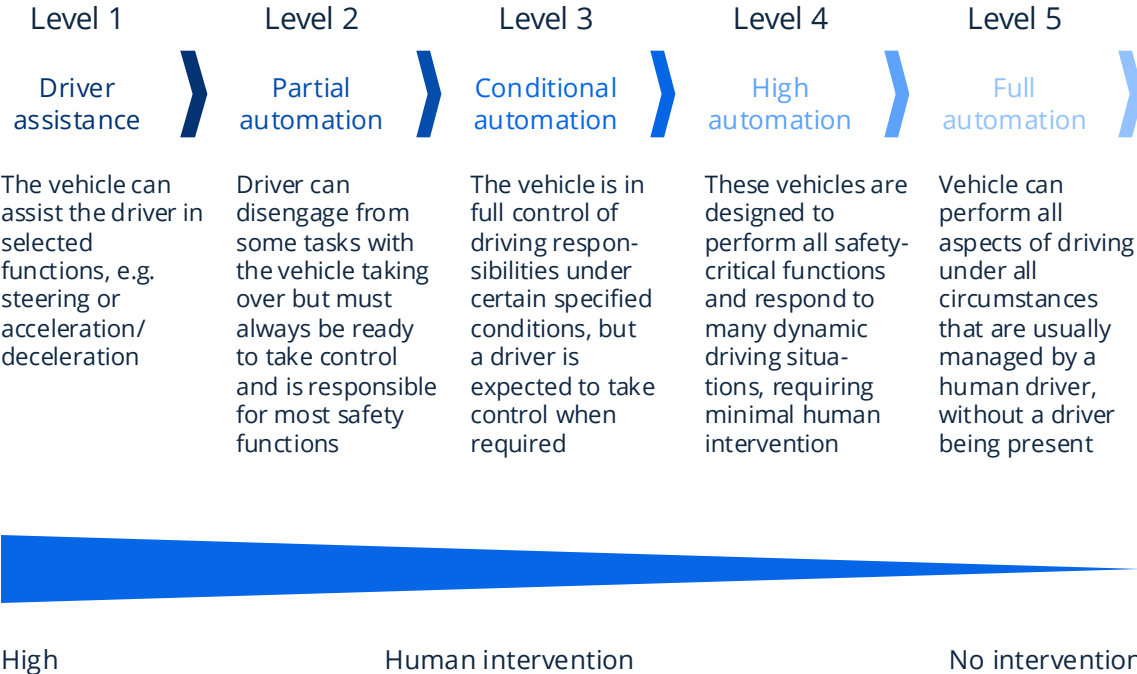 Level 1
Driver
assistance
The vehicle can
assist the driver in
selected
functions, e.g.
steering or
acceleration/
deceleration
Level 2
Partial
automation
Driver can
disengage from
some tasks with
the vehicle taking
over but must
always be ready
to take control
and is responsible
for most safety
functions
Level 3
Conditional
automation
The vehicle is in
full control of
driving respon-
sibilities under
certain specified
conditions, but
a driver is
expected to take
control when
required
Level 4
High
automation
These vehicles are
designed to
perform all safety-
critical functions
and respond to
many dynamic
driving situa-
tions, requiring
minimal human
intervention
Level 5
Full
automation
Vehicle can
perform all
aspects of driving
under all
circumstances
that are usually
managed by a
human driver,
without a driver
being present
High
Human intervention
No intervention